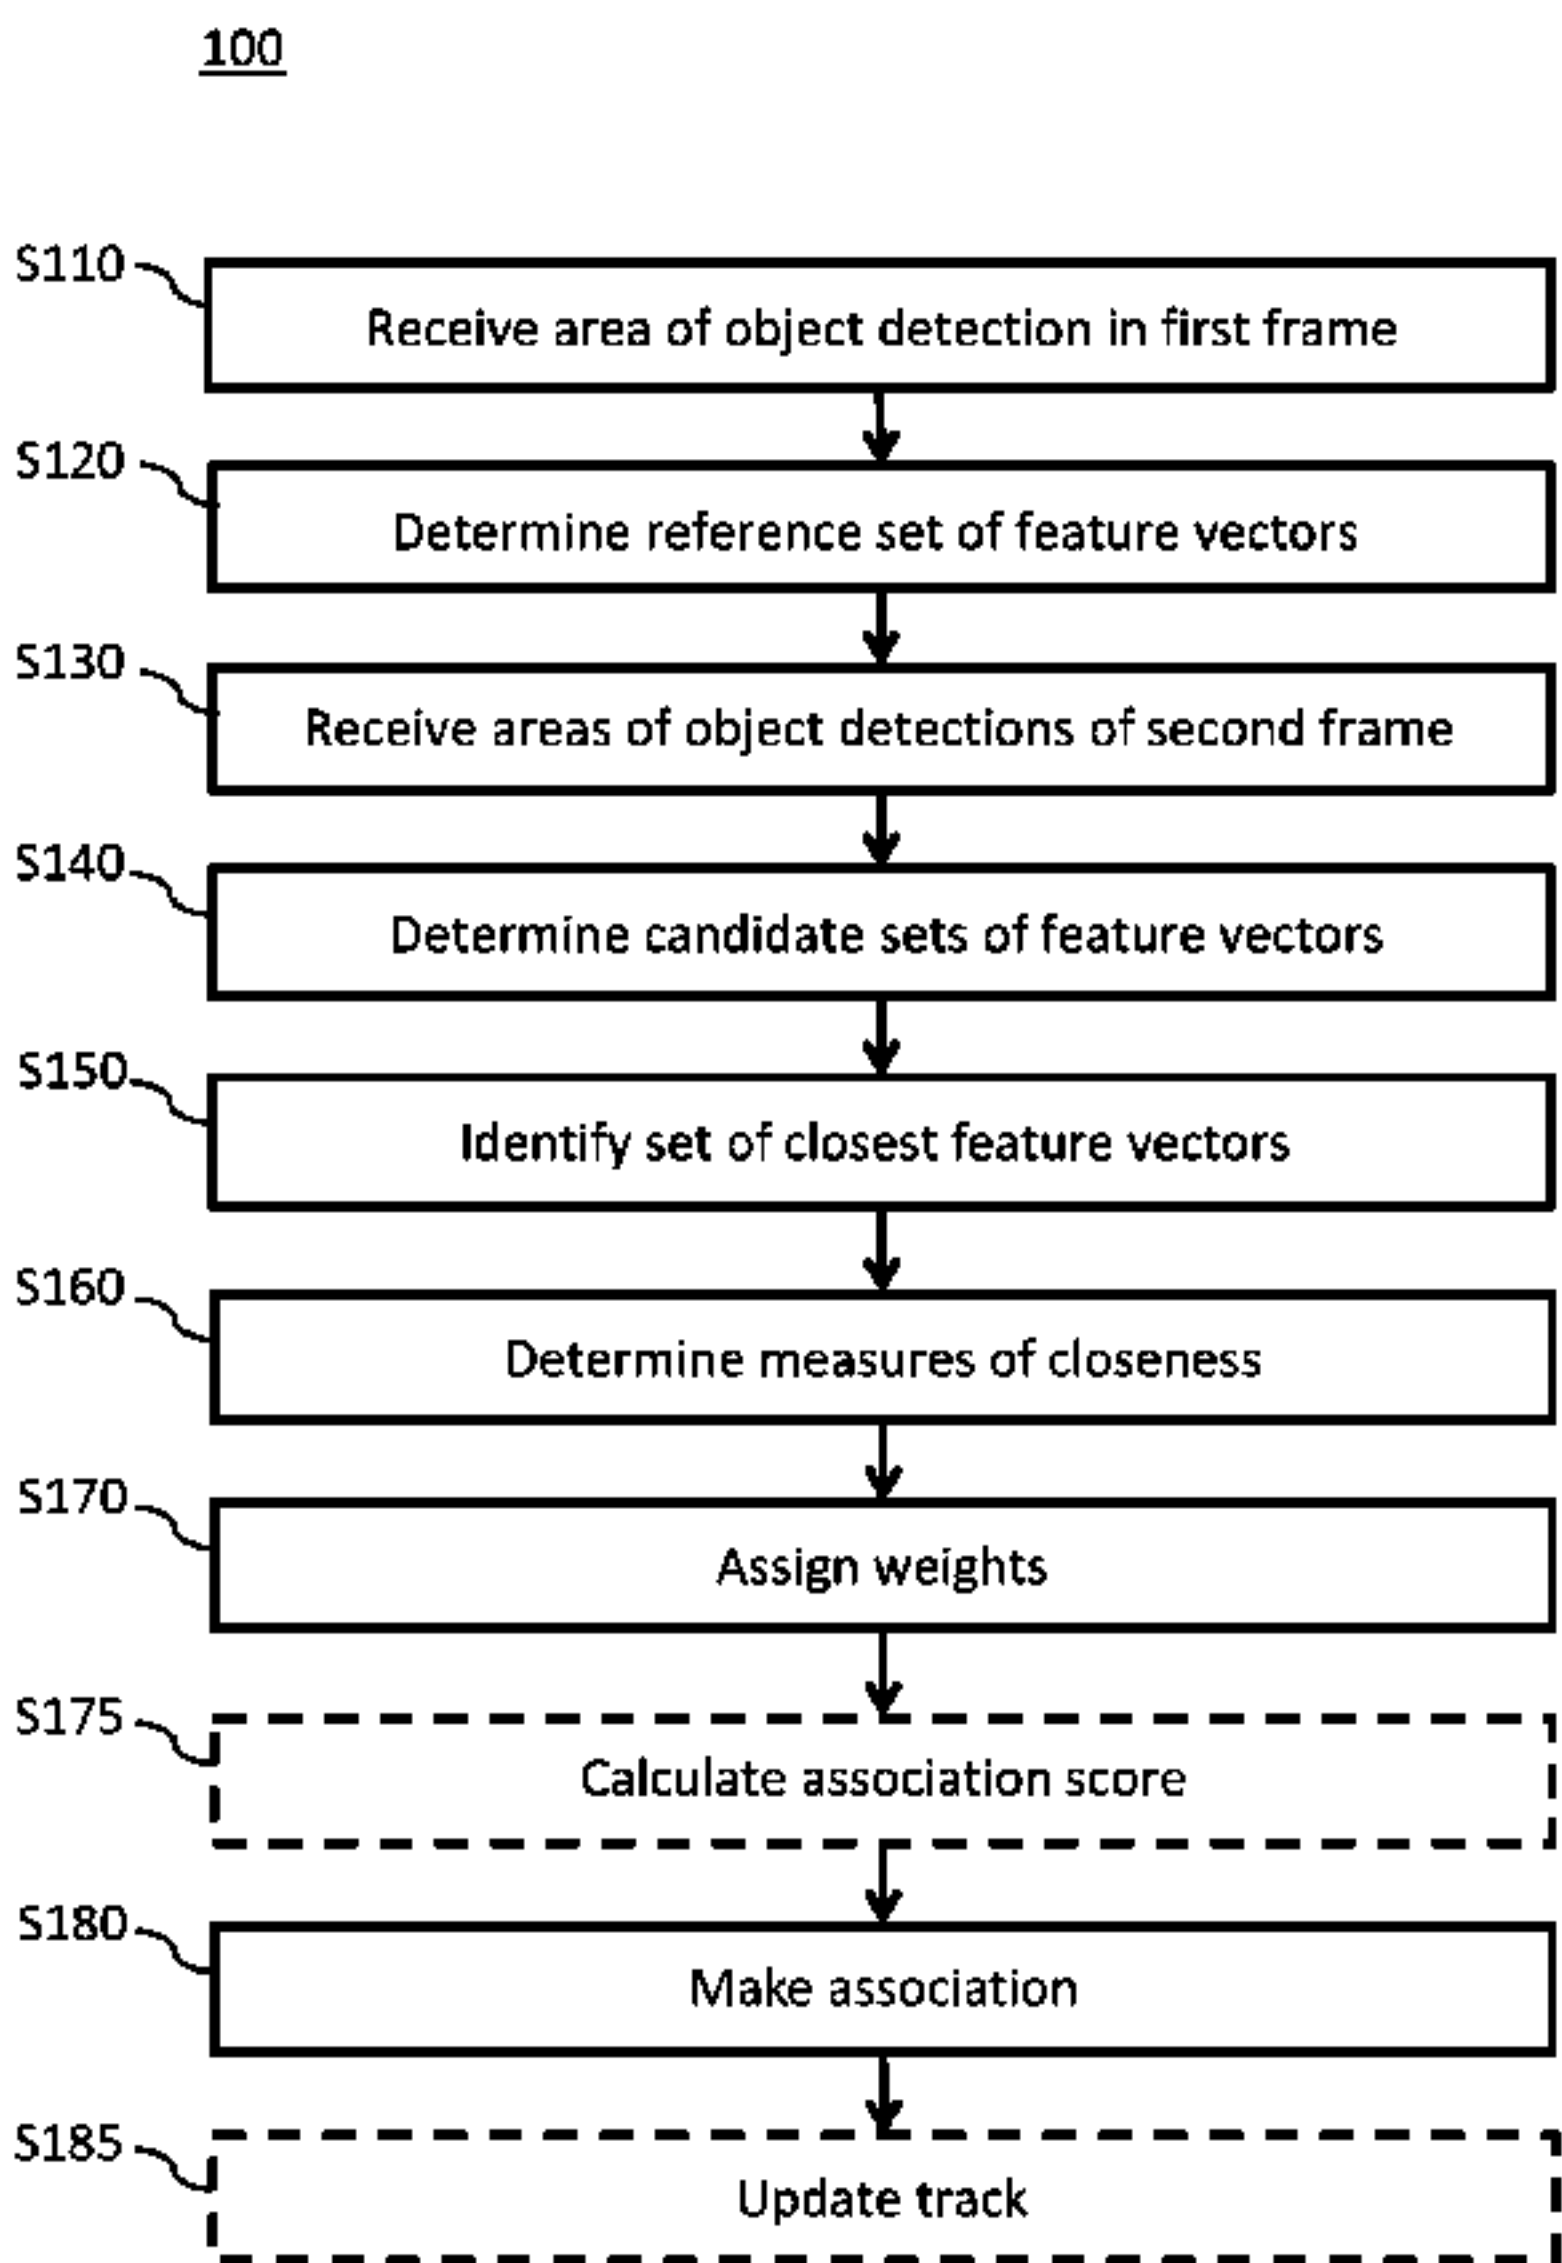 100
S110
Receive area of object detection in first frame
S120
Determine reference set of feature vectors
S130
Receive areas of object detections of second frame
S140
Determine candidate sets of feature vectors
S150
Identify set of closest feature vectors
S160
Determine measures of closeness
S170
Assign weights
S175
Calculate association score
S180
Make association
S185
Update track